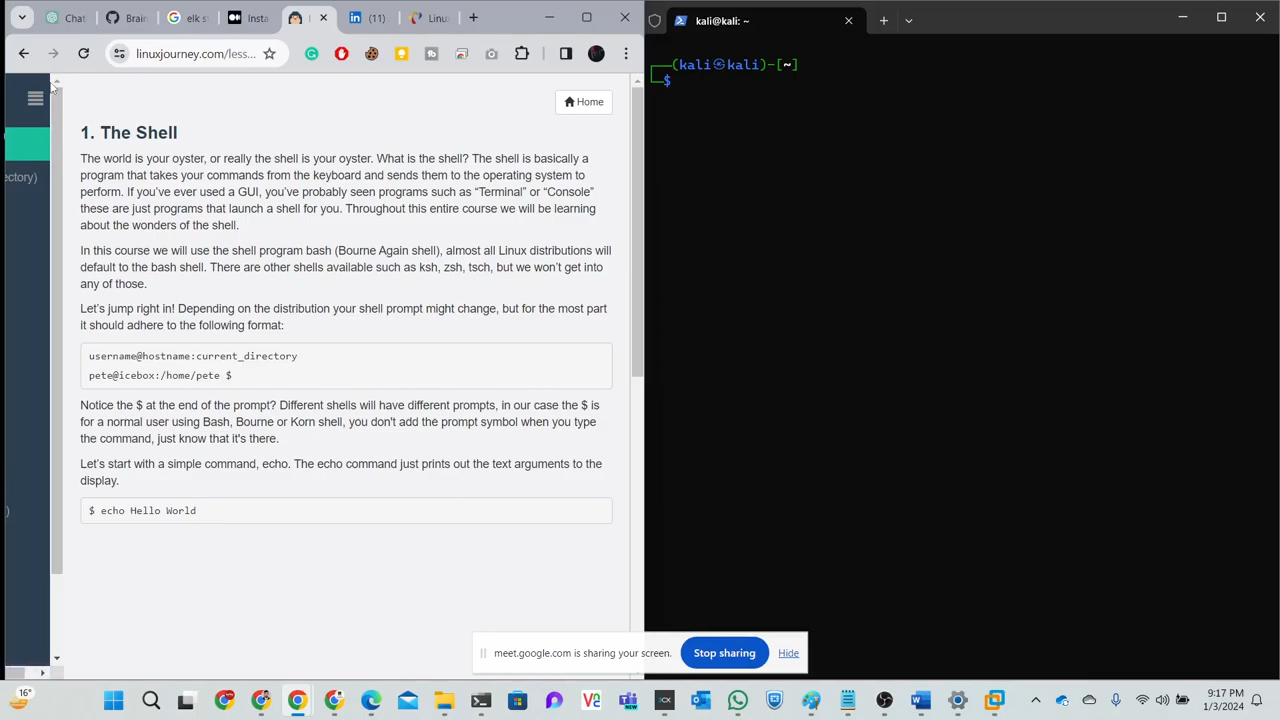 Chat
Brain
elk s
Insta
(11)
Linu
linuxjourney.com/less...
Home
1. The Shell
The world is your oyster, or really the shell is your oyster. What is the shell? The shell is basically a
program that takes your commands from the keyboard and sends them to the operating system to
perform. If you've ever used a GUI, you've probably seen programs such as “Terminal” or “Console”
these are just programs that launch a shell for you. Throughout this entire course we will be learning
about the wonders of the shell.
In this course we will use the shell program bash (Bourne Again shell), almost all Linux distributions will
default to the bash shell. There are other shells available such as ksh, zsh, tsch, but we won't get into
any of those.
Let's jump right in! Depending on the distribution your shell prompt might change, but for the most part
it should adhere to the following format:
username@hostname:current_directory
pete@icebox:/home/pete $
Notice the $ at the end of the prompt? Different shells will have different prompts, in our case the $ is
for a normal user using Bash, Bourne or Korn shell, you don't add the prompt symbol when you type
the command, just know that it's there.
Let's start with a simple command, echo. The echo command just prints out the text arguments to the
display.
$ echo Hello World
ectory)
)
kali@kali: ~
┌──(kali㉿kali)-[~]
└─$
meet.google.com is sharing your screen.
Stop sharing
Hide
16°
9:17 PM
1/3/2024